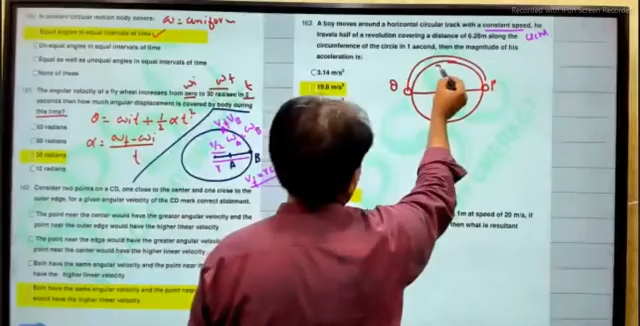 Recorded with iFun Screen Recorder
In constant circular motion body covers: ω = uniform
Equal angles in equal intervals of time ✓
Un-equal angles in equal intervals of time
Equal as well as unequal angles in equal intervals of time
None of these
161 The angular velocity of a fly wheel increases from zero to 30 rad/sec in 2
seconds then how much angular displacement is covered by body during
this time?
60 radians
90 radians
30 radians
10 radians
ωi ωf t
θ = ωit + 1/2 αt²
α = ωf - ωi / t
A B
162 Consider two points on a CD, one close to the center and one close to the
outer edge, for a given angular velocity of the CD mark correct statement.
The point near the center would have the greater angular velocity and the
point near the outer edge would have the higher linear velocity
The point near the edge would have the greater angular velocity
point near the center would have the higher linear velocity
Both have the same angular velocity and the point near
have the higher linear velocity
Both have the same angular velocity and the point near
would have the higher linear velocity
163 A boy moves around a horizontal circular track with a constant speed, he
travels half of a revolution covering a distance of 6.28m along the
circumference of the circle in 1 second, then the magnitude of his
acceleration is:
UCM
3.14 m/s²
19.8 m/s²
P
1m at speed of 20 m/s, if
then what is resultant